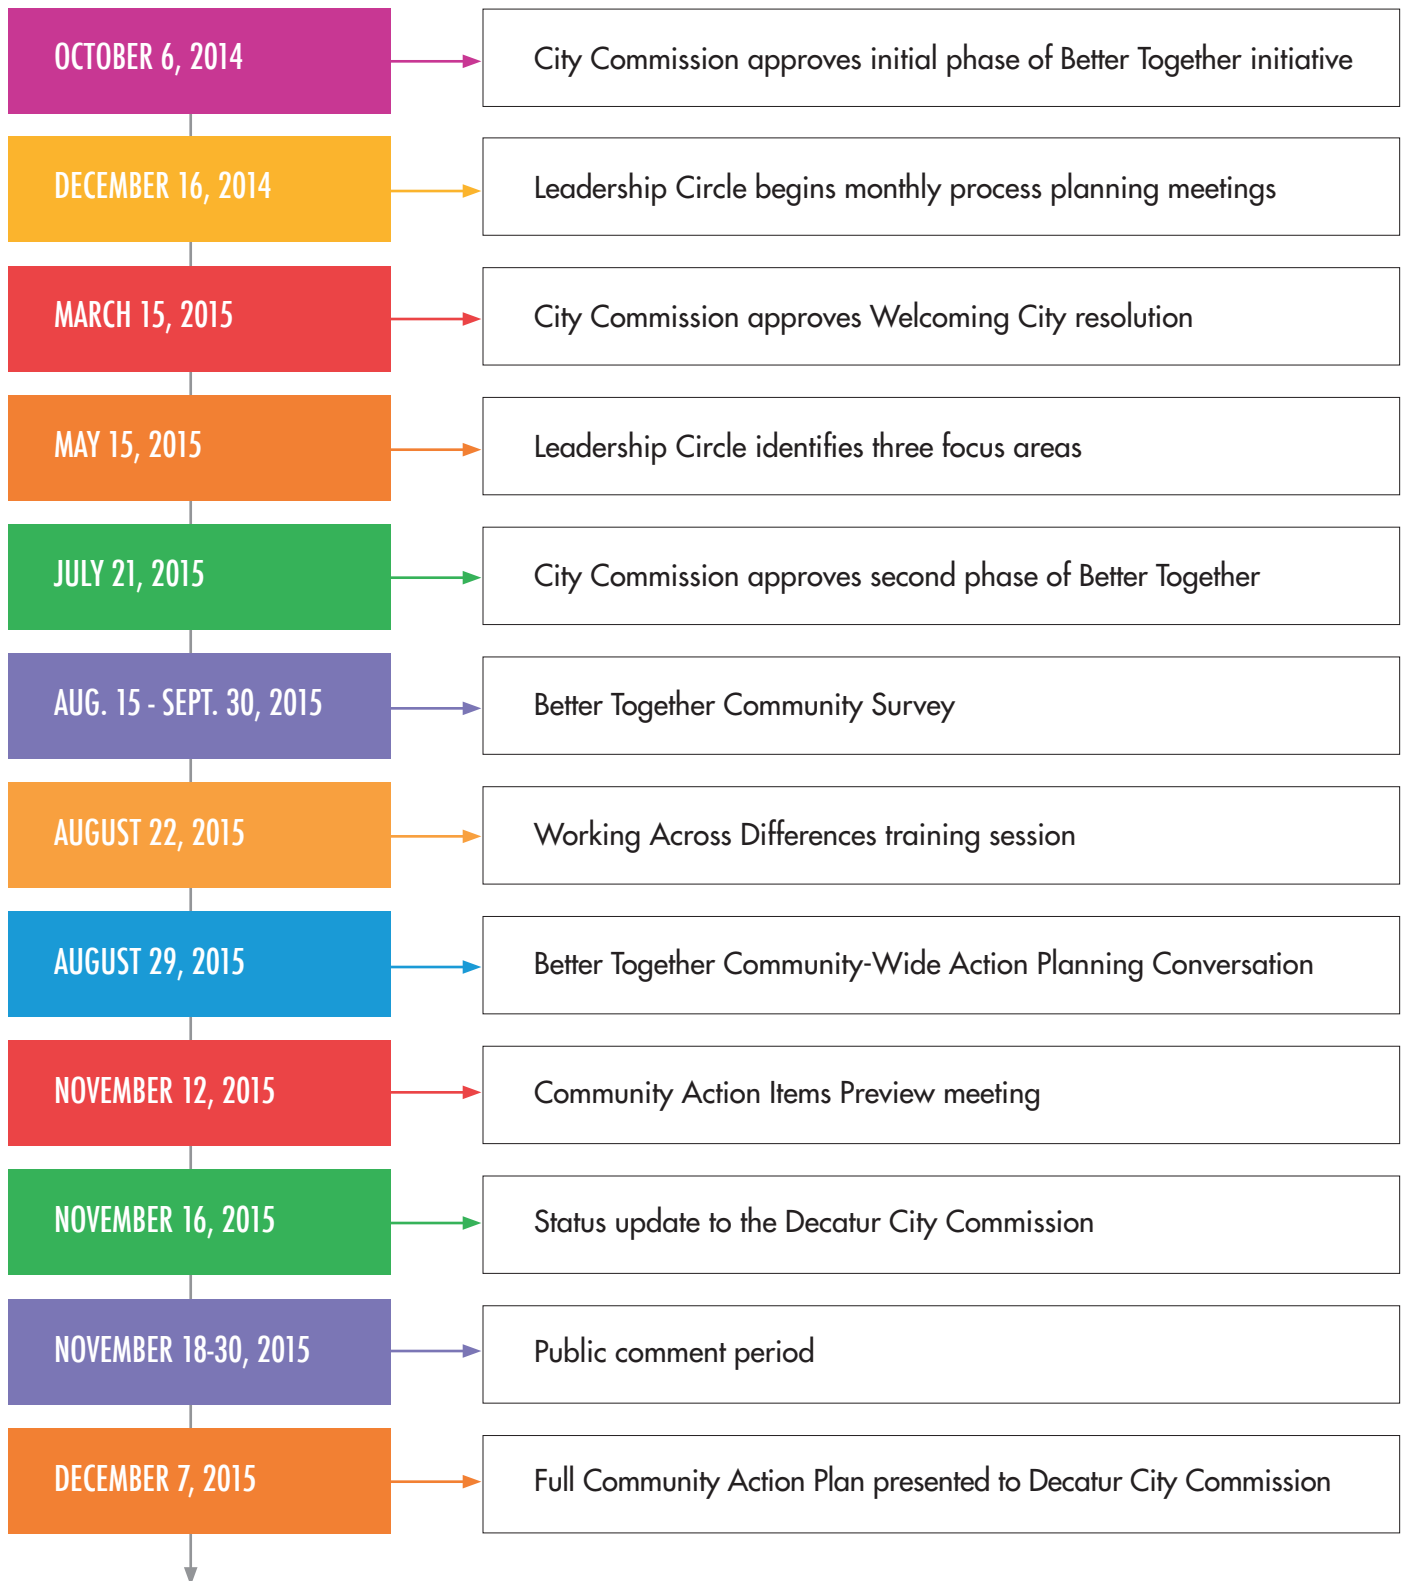 OCTOBER 6, 2014
City Commission approves initial phase of Better Together initiative
DECEMBER 16, 2014
Leadership Circle begins monthly process planning meetings
MARCH 15, 2015
City Commission approves Welcoming City resolution
MAY 15, 2015
Leadership Circle identifies three focus areas
JULY 21, 2015
City Commission approves second phase of Better Together
AUG. 15 - SEPT. 30, 2015
Better Together Community Survey
AUGUST 22, 2015
Working Across Differences training session
AUGUST 29, 2015
Better Together Community-Wide Action Planning Conversation
NOVEMBER 12, 2015
Community Action Items Preview meeting
NOVEMBER 16, 2015
Status update to the Decatur City Commission
NOVEMBER 18-30, 2015
Public comment period
DECEMBER 7, 2015
Full Community Action Plan presented to Decatur City Commission